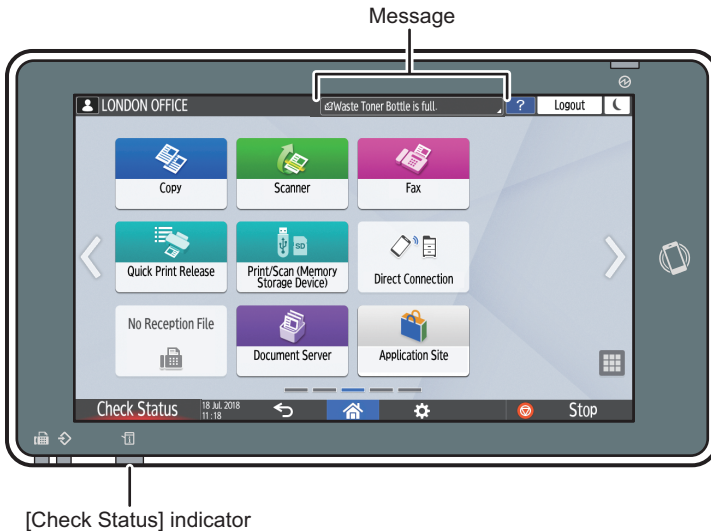 Message
LONDON OFFICE
Waste Toner Bottle is full.
?
Logout
Copy
Scanner
Fax
Quick Print Release
SD
Print/Scan (Memory
Storage Device)
Direct Connection
No Reception File
Document Server
Application Site
Check Status
18 Jul. 2018
11 :18
Stop
[Check Status] indicator